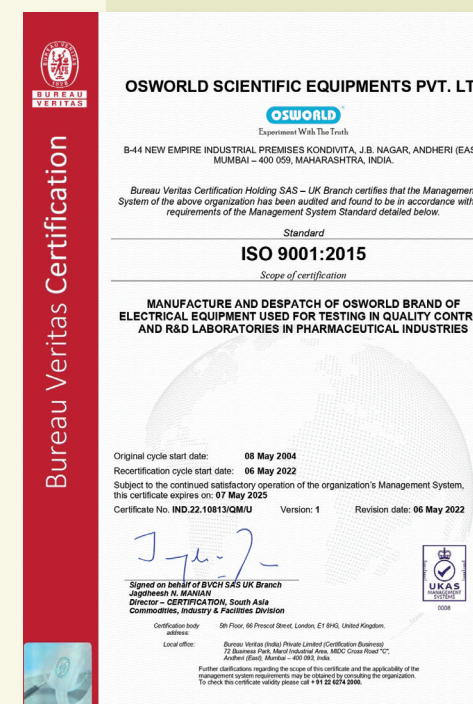 BUREAU
VERITAS
Bureau Veritas Certification
OSWORLD SCIENTIFIC EQUIPMENTS PVT. LT
OSWORLD
Experiment With The Truth
B-44 NEW EMPIRE INDUSTRIAL PREMISES KONDIVITA, J.B. NAGAR, ANDHERI (EAS
MUMBAI – 400 059, MAHARASHTRA, INDIA.
Bureau Veritas Certification Holding SAS – UK Branch certifies that the Managemen
System of the above organization has been audited and found to be in accordance with
requirements of the Management System Standard detailed below.
Standard
ISO 9001:2015
Scope of certification
MANUFACTURE AND DESPATCH OF OSWORLD BRAND OF
ELECTRICAL EQUIPMENT USED FOR TESTING IN QUALITY CONTR
AND R&D LABORATORIES IN PHARMACEUTICAL INDUSTRIES
Original cycle start date: 08 May 2004
Recertification cycle start date: 06 May 2022
Subject to the continued satisfactory operation of the organization's Management System,
this certificate expires on: 07 May 2025
Certificate No. IND.22.10813/QM/U Version: 1 Revision date: 06 May 2022
Signed on behalf of BVCH SAS UK Branch
Jagdheesh N. MANIAN
Director – CERTIFICATION, South Asia
Commodities, Industry & Facilities Division
UKAS
MANAGEMENT
SYSTEMS
0008
Certification body address: 5th Floor, 66 Prescot Street, London, E1 8HG, United Kingdom.
Local office: Bureau Veritas (India) Private Limited (Certification Business)
72 Business Park, Marol Industrial Area, MIDC Cross Road "C",
Andheri (East), Mumbai – 400 093, India.
Further clarifications regarding the scope of this certificate and the applicability of the
management system requirements may be obtained by consulting the organization.
To check this certificate validity please call + 91 22 6274 2000.